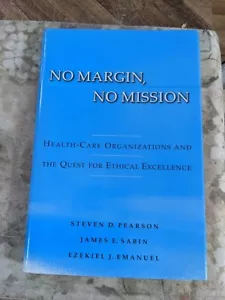 NO MARGIN,
NO MISSION
HEALTH-CARE ORGANIZATIONS AND
THE QUEST FOR ETHICAL EXCELLENCE
STEVEN D. PEARSON
JAMES E. SABIN
EZEKIEL J. EMANUEL